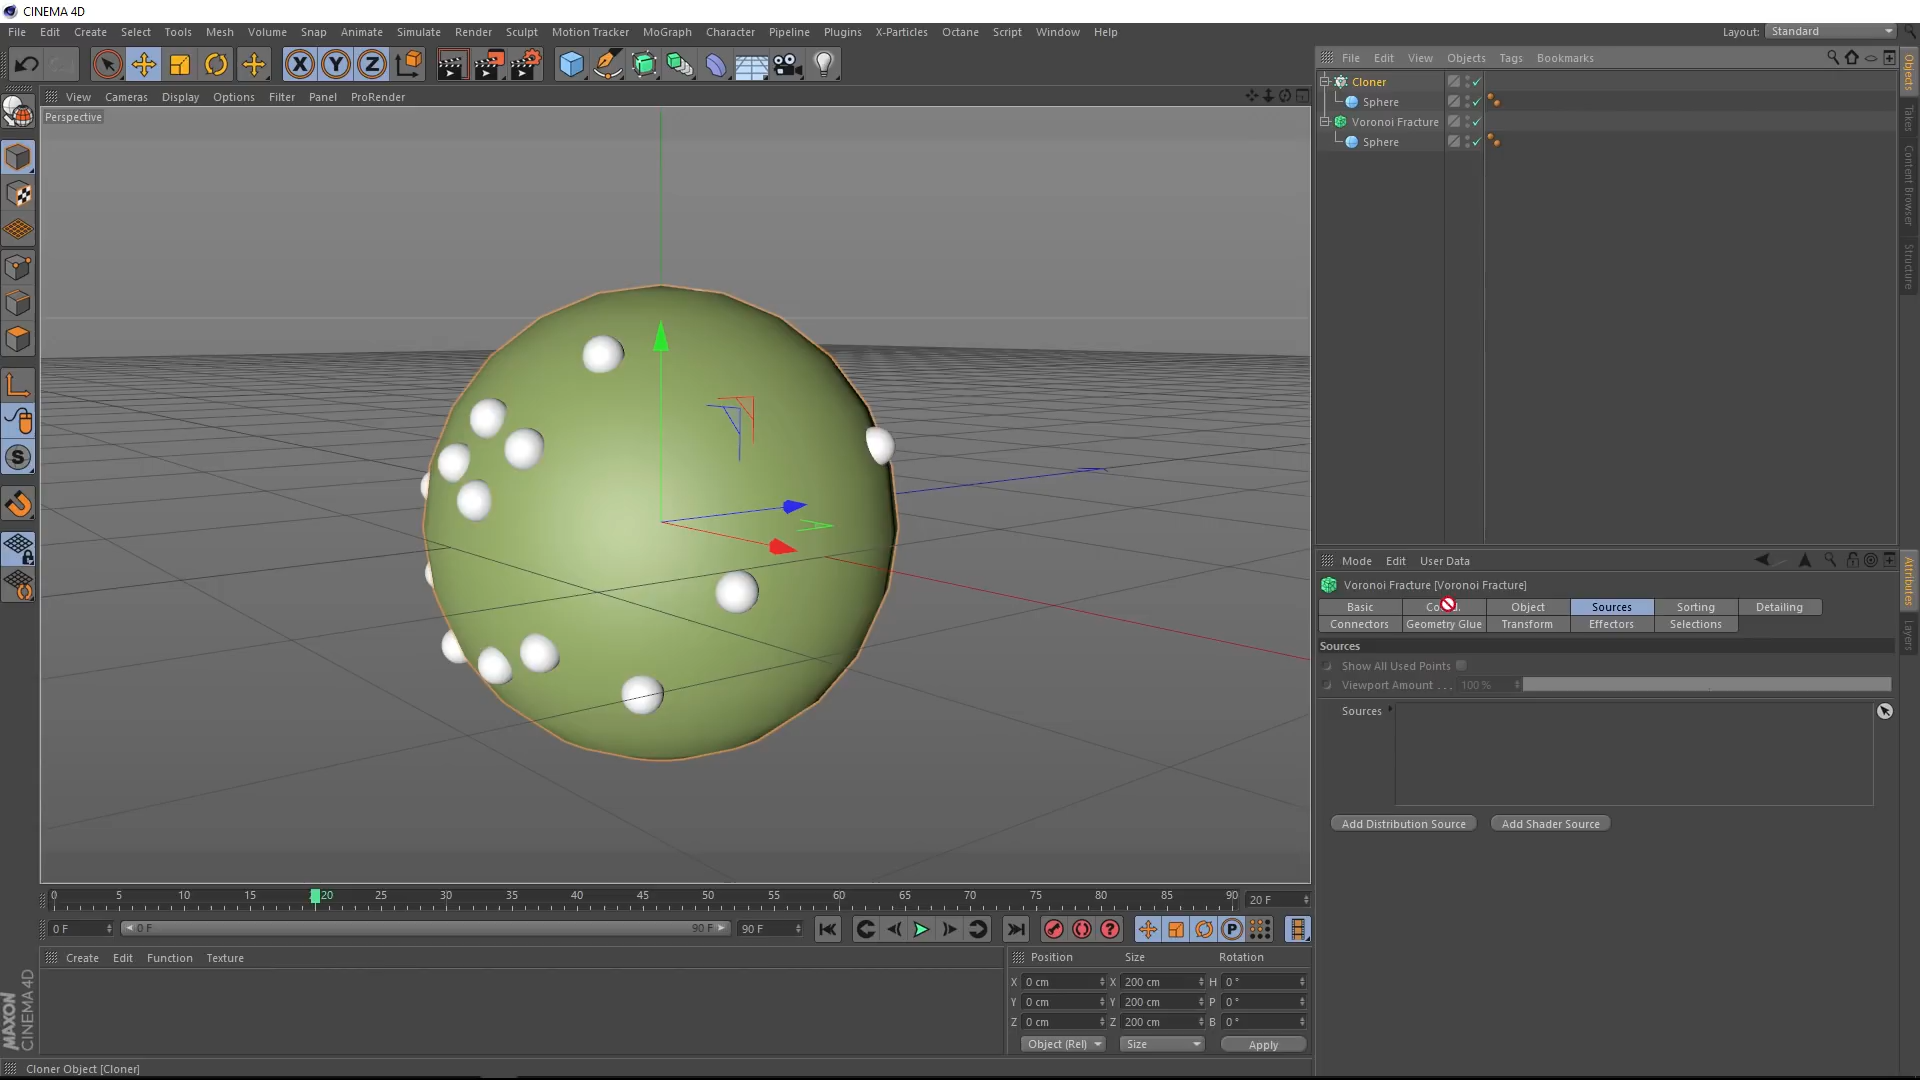 CINEMA 4D
File Edit Create Select Tools Mesh Volume Snap Animate Simulate Render Sculpt Motion Tracker MoGraph Character Pipeline Plugins X-Particles Octane Script Window Help
Layout: Standard
X Y Z
File Edit View Objects Tags Bookmarks
View Cameras Display Options Filter Panel ProRender
Perspective
Cloner
Sphere
Voronoi Fracture
Sphere
Objects
Takes
Content Browser
Structure
Mode Edit User Data
Voronoi Fracture [Voronoi Fracture]
Basic Object Sources Sorting Detailing
Connectors Geometry Glue Transform Effectors Selections
Sources
Show All Used Points
Viewport Amount . . . 100 %
Sources
Add Distribution Source Add Shader Source
Attributes
Layers
0 5 10 15 20 25 30 35 40 45 50 55 60 65 70 75 80 85 90 20 F
0 F 0 F 90 F 90 F
Create Edit Function Texture
Position Size Rotation
X 0 cm X 200 cm H 0 °
Y 0 cm Y 200 cm P 0 °
Z 0 cm Z 200 cm B 0 °
Object (Rel) Size Apply
MAXON
CINEMA 4D
Cloner Object [Cloner]